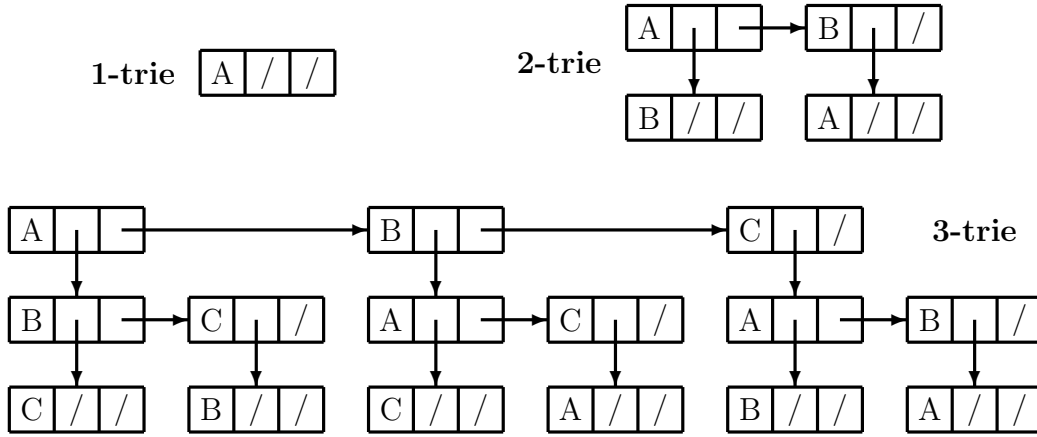 A B /
1-trie A / / 2-trie
B / / A / /
A B C / 3-trie
B C / A C / A B /
C / / B / / C / / A / / B / / A / /